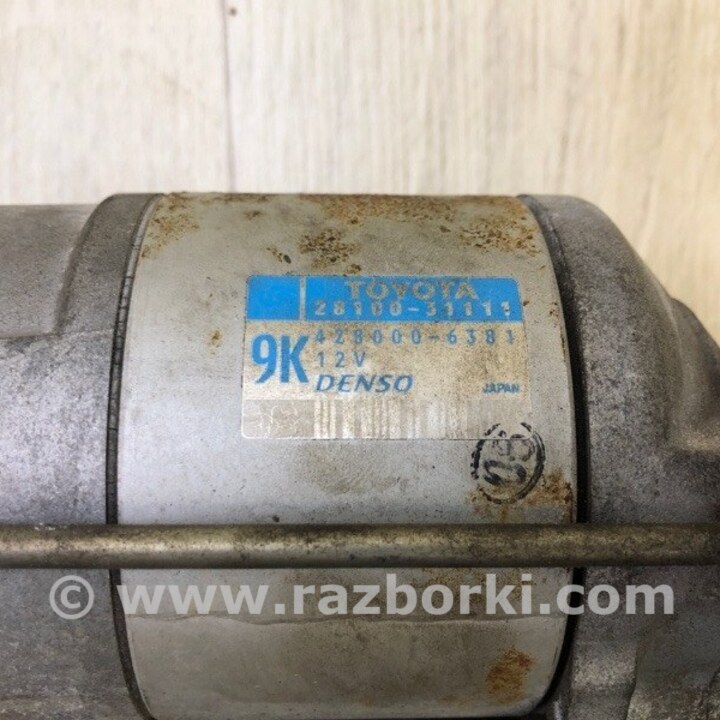 TOYOTA
28100-31111
428000-6381
9K
12V
DENSO
JAPAN
© www.razborki.com